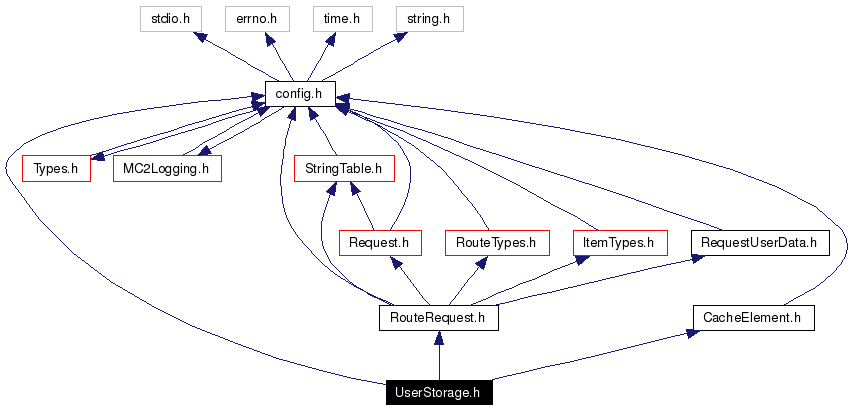 stdio.h
errno.h
time.h
string.h
config.h
Types.h
MC2Logging.h
StringTable.h
Request.h
RouteTypes.h
ItemTypes.h
RequestUserData.h
RouteRequest.h
CacheElement.h
UserStorage.h